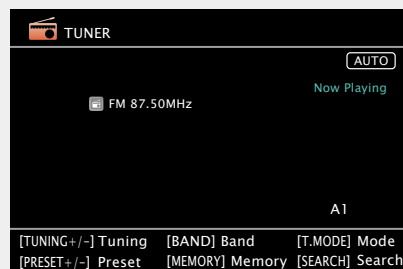 TUNER
AUTO
Now Playing
FM 87.50MHz
A1
[TUNING+/-] Tuning [BAND] Band [T.MODE] Mode
[PRESET+/-] Preset [MEMORY] Memory [SEARCH] Search